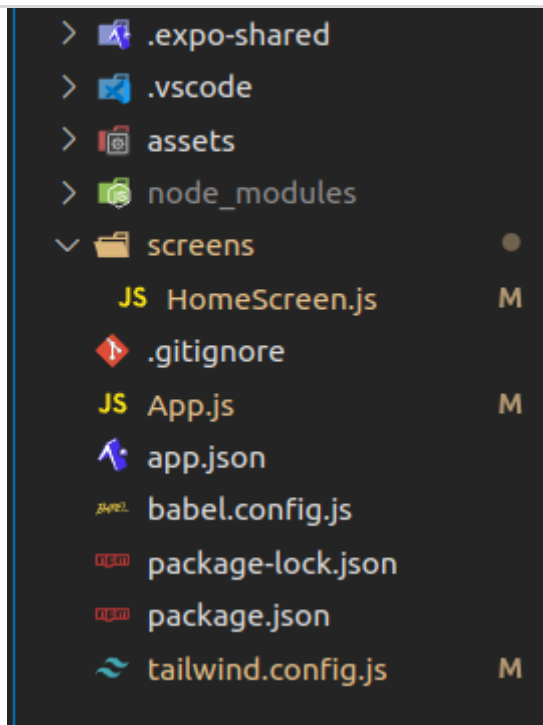 .expo-shared
.vscode
assets
node_modules
screens
JS HomeScreen.js M
.gitignore
JS App.js M
app.json
babel.config.js
package-lock.json
package.json
tailwind.config.js M